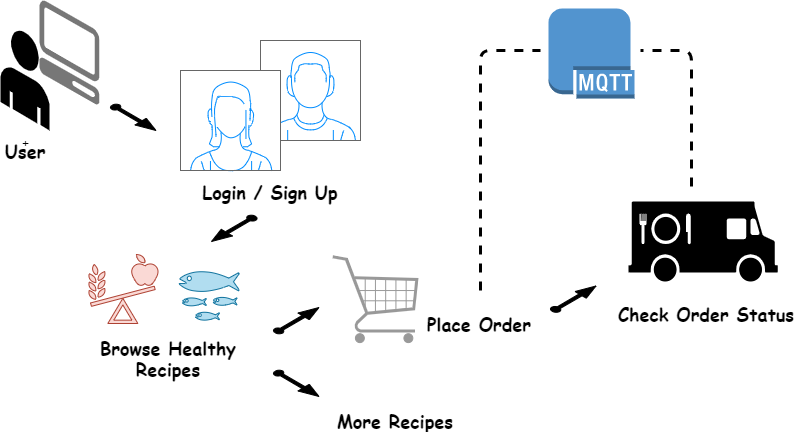 MQTT
User
Login / Sign Up
Browse Healthy
Recipes
Place Order
Check Order Status
More Recipes